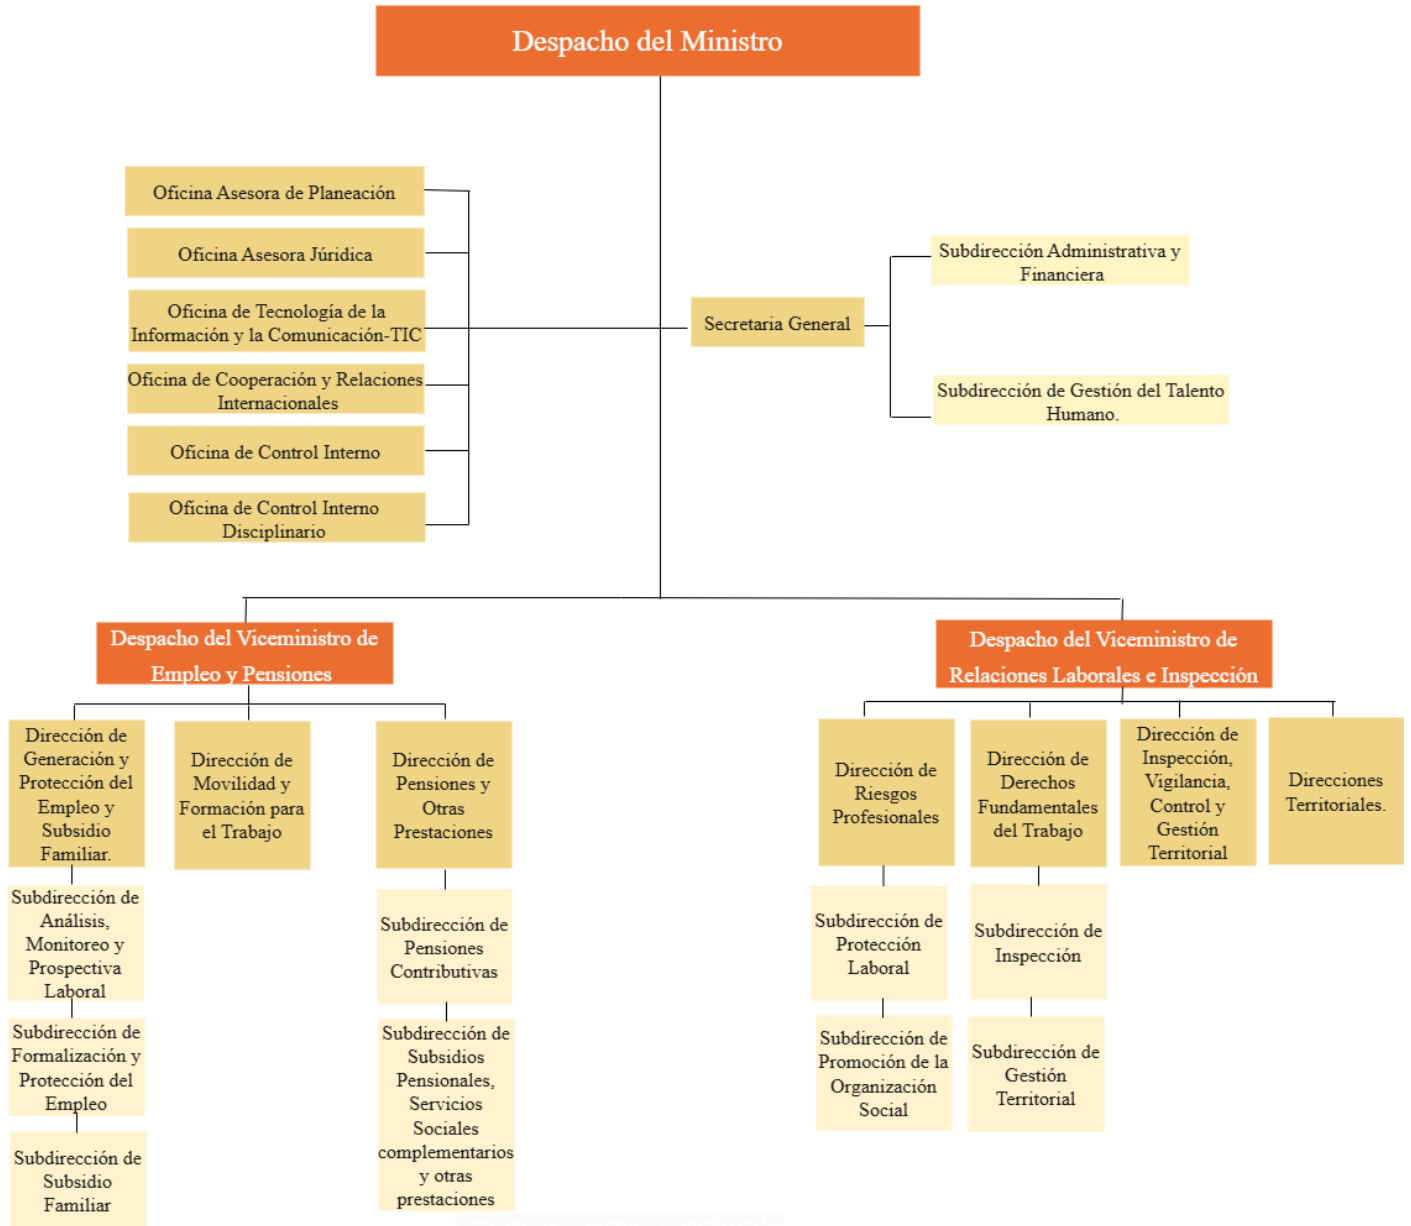 Despacho del Ministro
Oficina Asesora de Planeación
Oficina Asesora Júridica
Oficina de Tecnología de la
Información y la Comunicación-TIC
Oficina de Cooperación y Relaciones
Internacionales
Oficina de Control Interno
Oficina de Control Interno
Disciplinario
Secretaria General
Subdirección Administrativa y
Financiera
Subdirección de Gestión del Talento
Humano.
Despacho del Viceministro de
Empleo y Pensiones
Dirección de
Generación y
Protección del
Empleo y
Subsidio
Familiar.
Subdirección de
Análisis,
Monitoreo y
Prospectiva
Laboral
Subdirección de
Formalización y
Protección del
Empleo
Subdirección de
Subsidio
Familiar
Dirección de
Movilidad y
Formación para
el Trabajo
Dirección de
Pensiones y
Otras
Prestaciones
Subdirección de
Pensiones
Contributivas
Subdirección de
Subsidios
Pensionales,
Servicios
Sociales
complementarios
y otras
prestaciones
Despacho del Viceministro de
Relaciones Laborales e Inspección
Dirección de
Riesgos
Profesionales
Subdirección de
Protección
Laboral
Subdirección de
Promoción de la
Organización
Social
Dirección de
Derechos
Fundamentales
del Trabajo
Subdirección de
Inspección
Subdirección de
Gestión
Territorial
Dirección de
Inspección,
Vigilancia,
Control y
Gestión
Territorial
Direcciones
Territoriales.